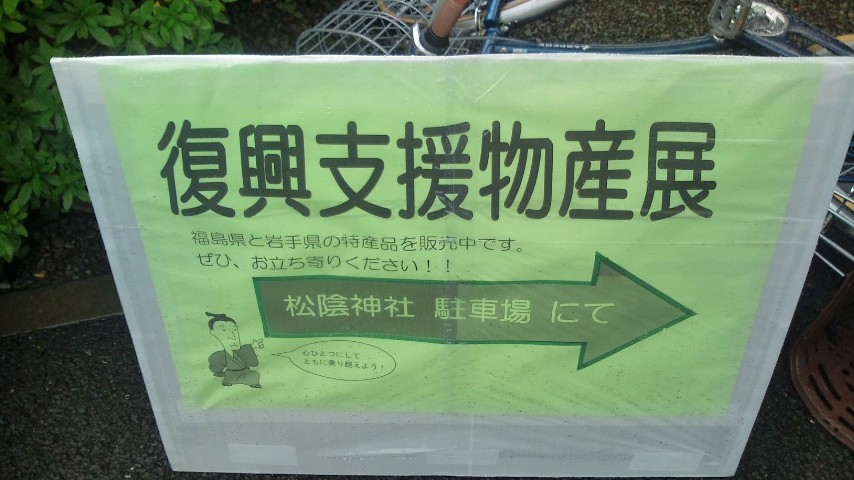 復興支援物産展
福島県と岩手県の特産品を販売中です。
ぜひ、お立ち寄りください！！
松陰神社 駐車場 にて
心ひとつにして
ともに乗り越えよう！